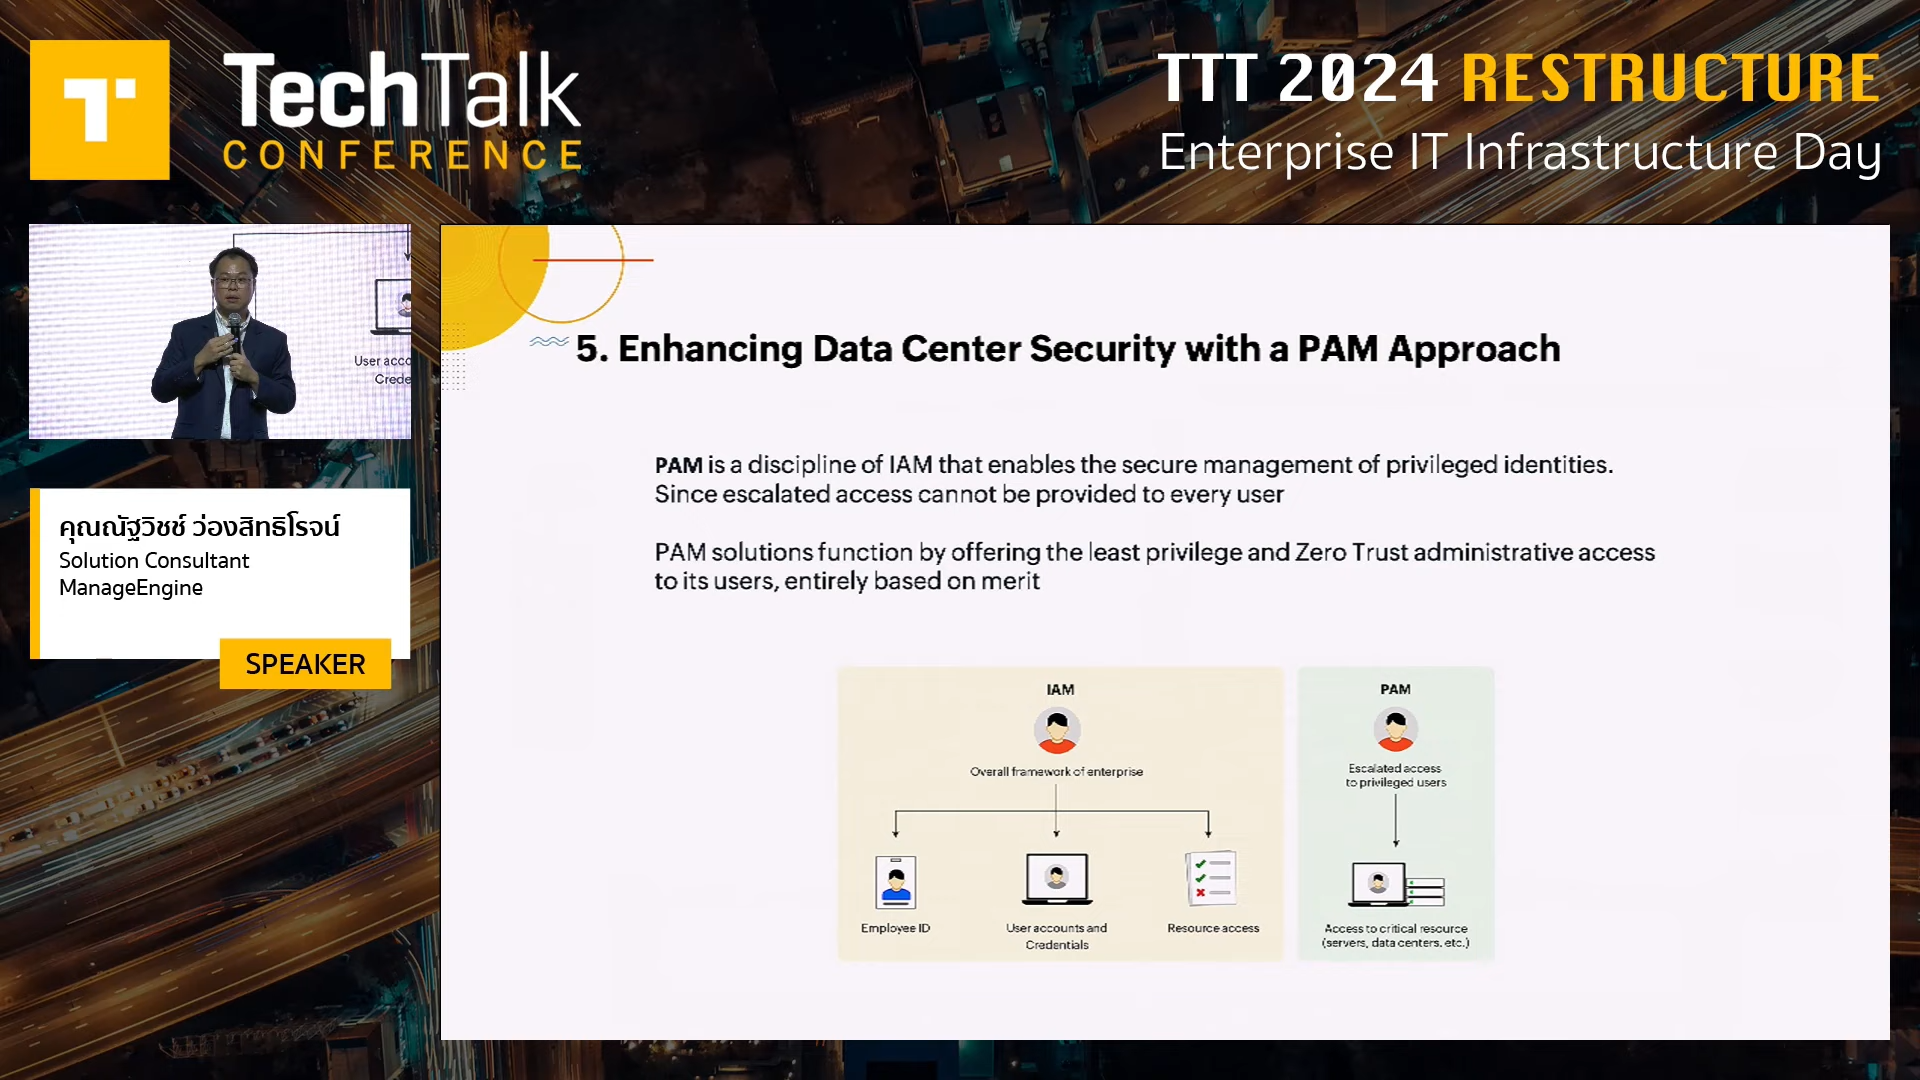 TechTalk
CONFERENCE
TTT 2024 RESTRUCTURE
Enterprise IT Infrastructure Day
User acco
Crede
คุณณัฐวิชช์ ว่องสิทธิโรจน์
Solution Consultant
ManageEngine
SPEAKER
5. Enhancing Data Center Security with a PAM Approach
PAM is a discipline of IAM that enables the secure management of privileged identities.
Since escalated access cannot be provided to every user
PAM solutions function by offering the least privilege and Zero Trust administrative access
to its users, entirely based on merit
IAM
Overall framework of enterprise
Employee ID
User accounts and
Credentials
Resource access
PAM
Escalated access
to privileged users
Access to critical resource
(servers, data centers, etc.)